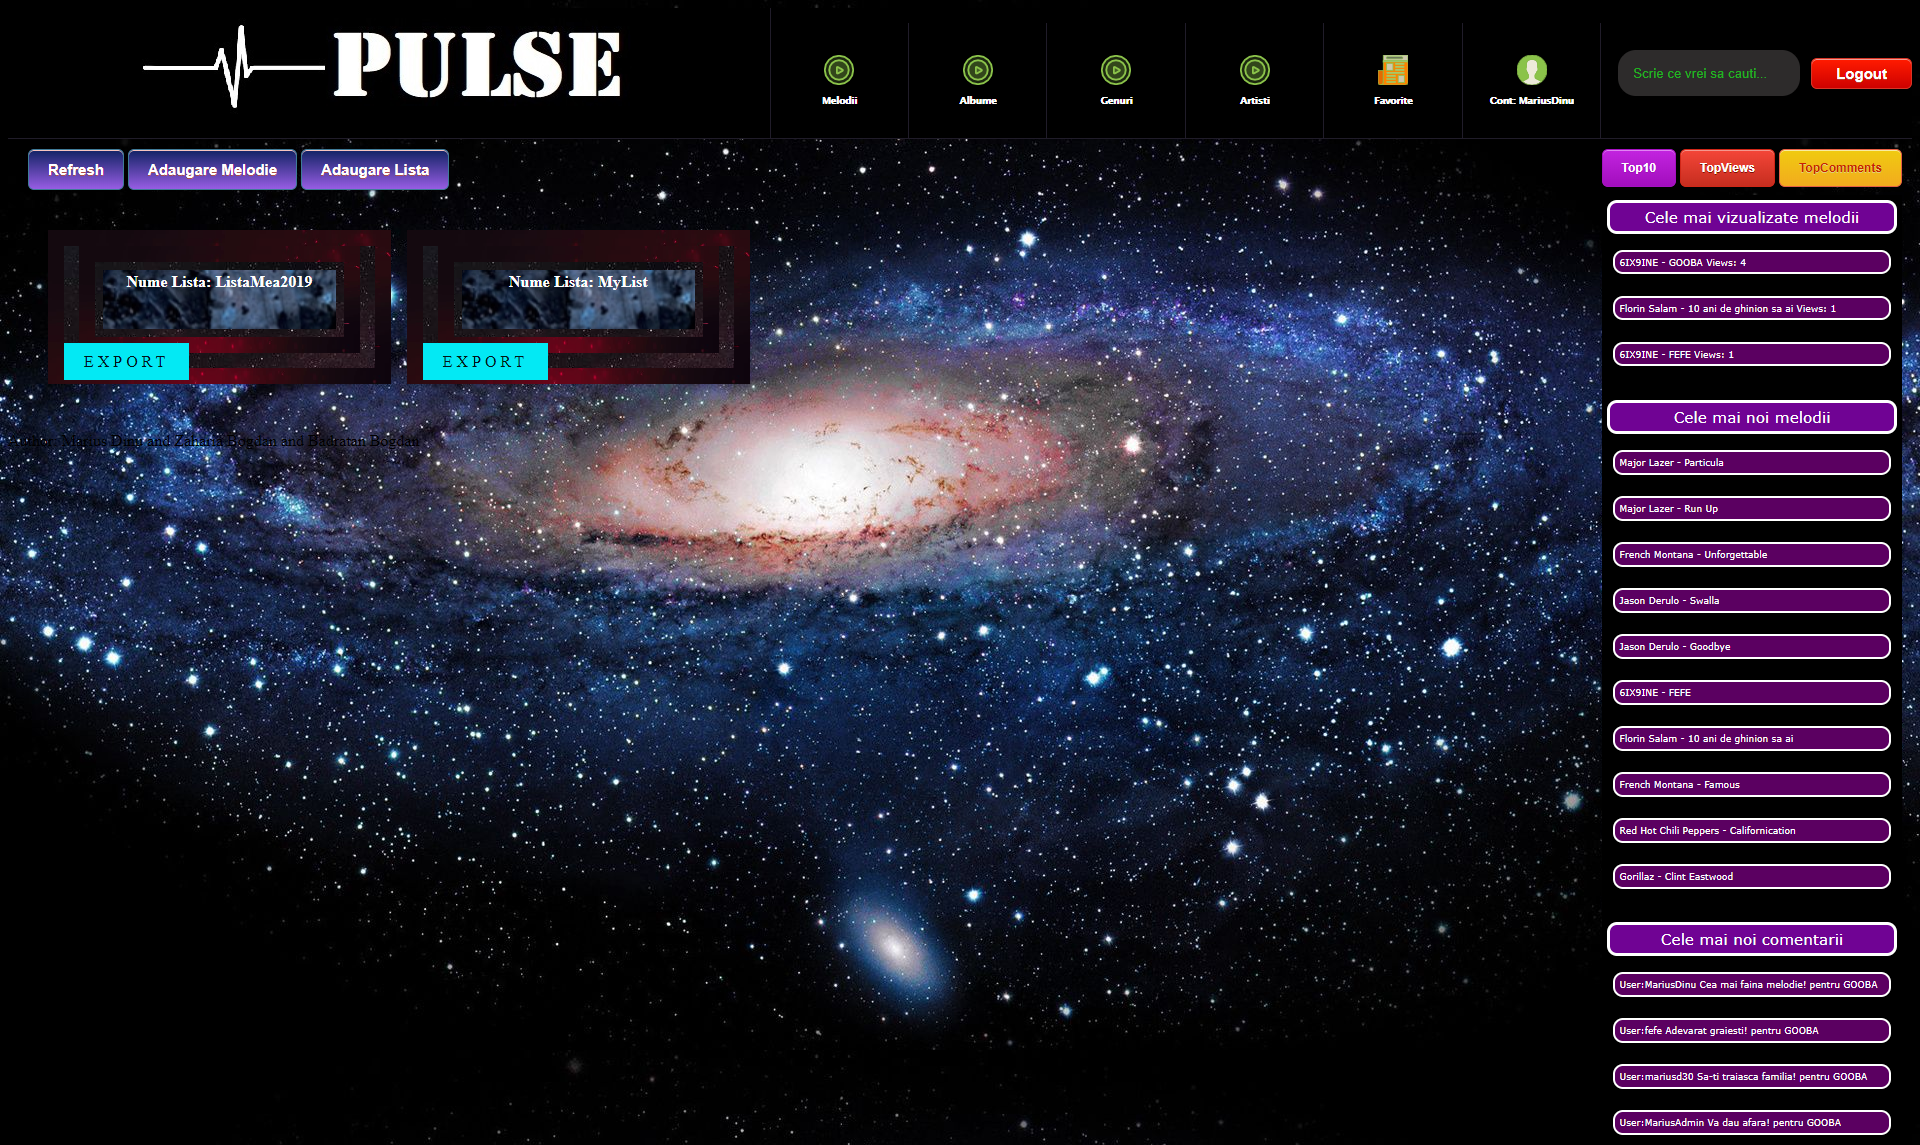 PULSE
Melodii
Albume
Genuri
Artisti
Favorite
Cont: MariusDinu
Scrie ce vrei sa cauti...
Logout
Refresh
Adaugare Melodie
Adaugare Lista
Top10
TopViews
TopComments
Nume Lista: ListaMea2019
EXPORT
Nume Lista: MyList
EXPORT
Marius Dinu and Zaharia Bogdan and Badratan Bogdan
Cele mai vizualizate melodii
6IX9INE - GOOBA Views: 4
Florin Salam - 10 ani de ghinion sa ai Views: 1
6IX9INE - FEFE Views: 1
Cele mai noi melodii
Major Lazer - Particula
Major Lazer - Run Up
French Montana - Unforgettable
Jason Derulo - Swalla
Jason Derulo - Goodbye
6IX9INE - FEFE
Florin Salam - 10 ani de ghinion sa ai
French Montana - Famous
Red Hot Chili Peppers - Californication
Gorillaz - Clint Eastwood
Cele mai noi comentarii
User:MariusDinu Cea mai faina melodie! pentru GOOBA
User:fefe Adevarat graiesti! pentru GOOBA
User:mariusd30 Sa-ti traiasca familia! pentru GOOBA
User:MariusAdmin Va dau afara! pentru GOOBA